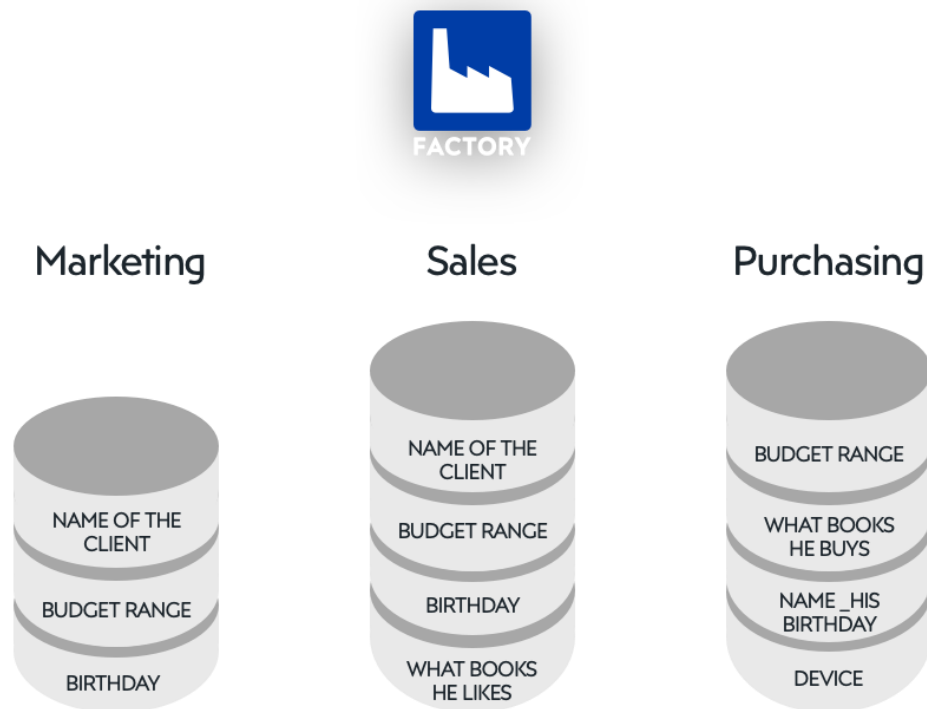 FACTORY
Marketing
NAME OF THE
CLIENT
BUDGET RANGE
BIRTHDAY
Sales
NAME OF THE
CLIENT
BUDGET RANGE
BIRTHDAY
WHAT BOOKS
HE LIKES
Purchasing
BUDGET RANGE
WHAT BOOKS
HE BUYS
NAME _HIS
BIRTHDAY
DEVICE